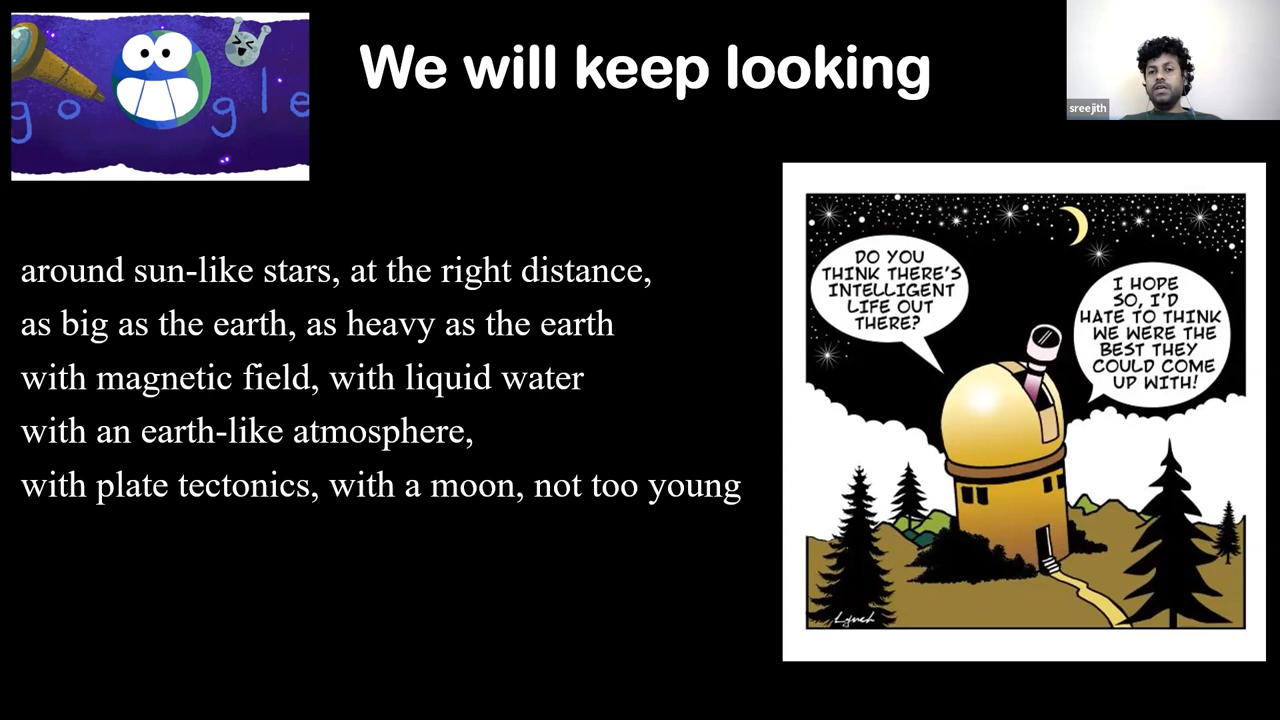 We will keep looking
sreejith
go gle
around sun-like stars, at the right distance,
as big as the earth, as heavy as the earth
with magnetic field, with liquid water
with an earth-like atmosphere,
with plate tectonics, with a moon, not too young
DO YOU
THINK THERE'S
INTELLIGENT
LIFE OUT
THERE?
I HOPE
SO, I'D
HATE TO THINK
WE WERE THE
BEST THEY
COULD COME
UP WITH!
Lynch